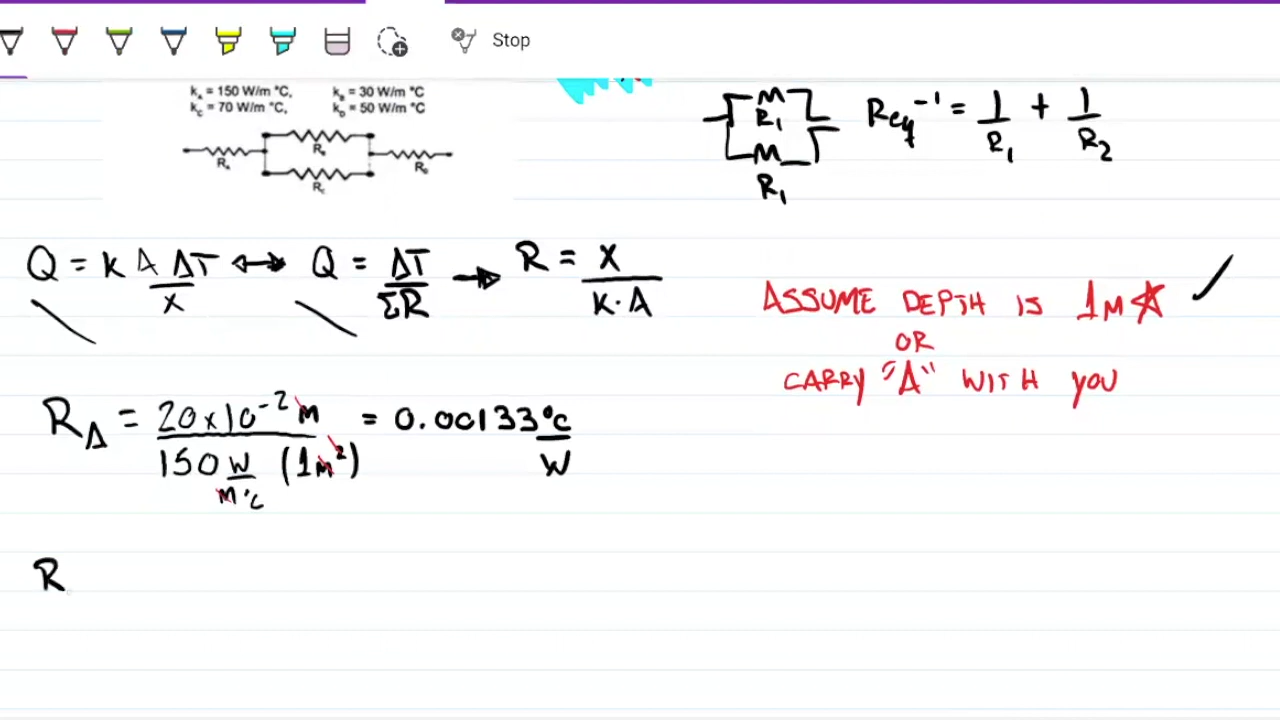 Stop
kA = 150 W/m °C, kB = 30 W/m °C
kC = 70 W/m °C, kD = 50 W/m °C
RA RB RC RD
R1 R1
Req⁻¹ = 1/R1 + 1/R2
Q = k A ΔT/x ↔ Q = ΔT/ΣR → R = x/k·A
ASSUME DEPTH IS 1M ☆ ✓
OR
CARRY "A" WITH YOU
RA = 20x10⁻² m / 150 W/m°C (1m²) = 0.00133 °C/W
R